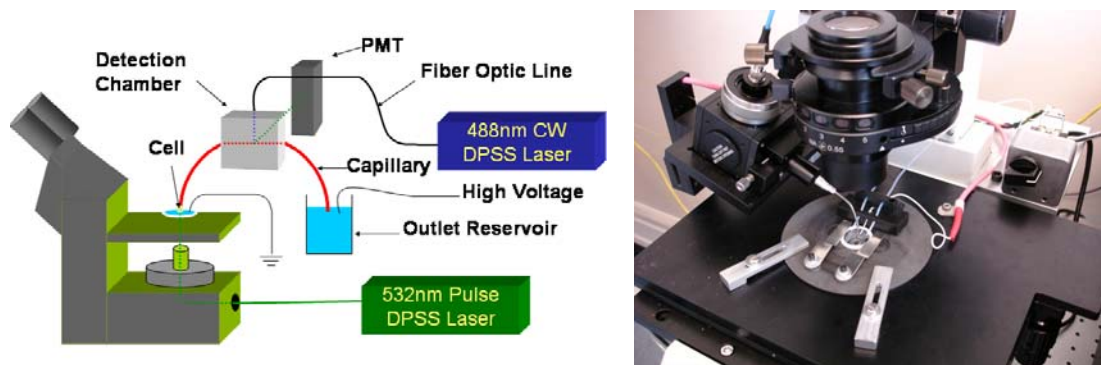 PMT
Detection
Chamber
Fiber Optic Line
488nm CW
DPSS Laser
Cell
Capillary
High Voltage
Outlet Reservoir
532nm Pulse
DPSS Laser